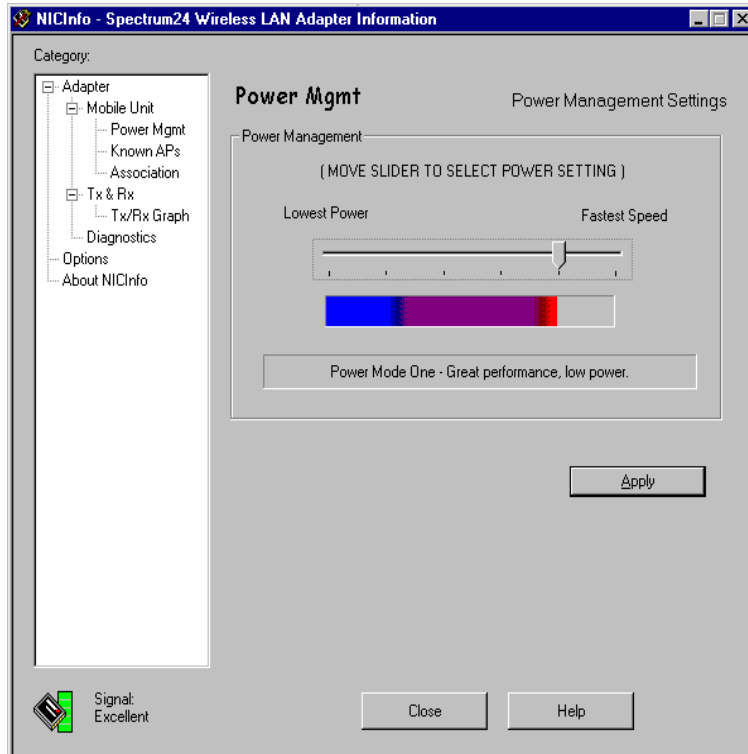 NICInfo - Spectrum24 Wireless LAN Adapter Information
Category:
Adapter
Mobile Unit
Power Mgmt
Known APs
Association
Tx & Rx
Tx/Rx Graph
Diagnostics
Options
About NICInfo
Power Mgmt
Power Management Settings
Power Management
( MOVE SLIDER TO SELECT POWER SETTING )
Lowest Power
Fastest Speed
Power Mode One - Great performance, low power.
Apply
Signal:
Excellent
Close
Help